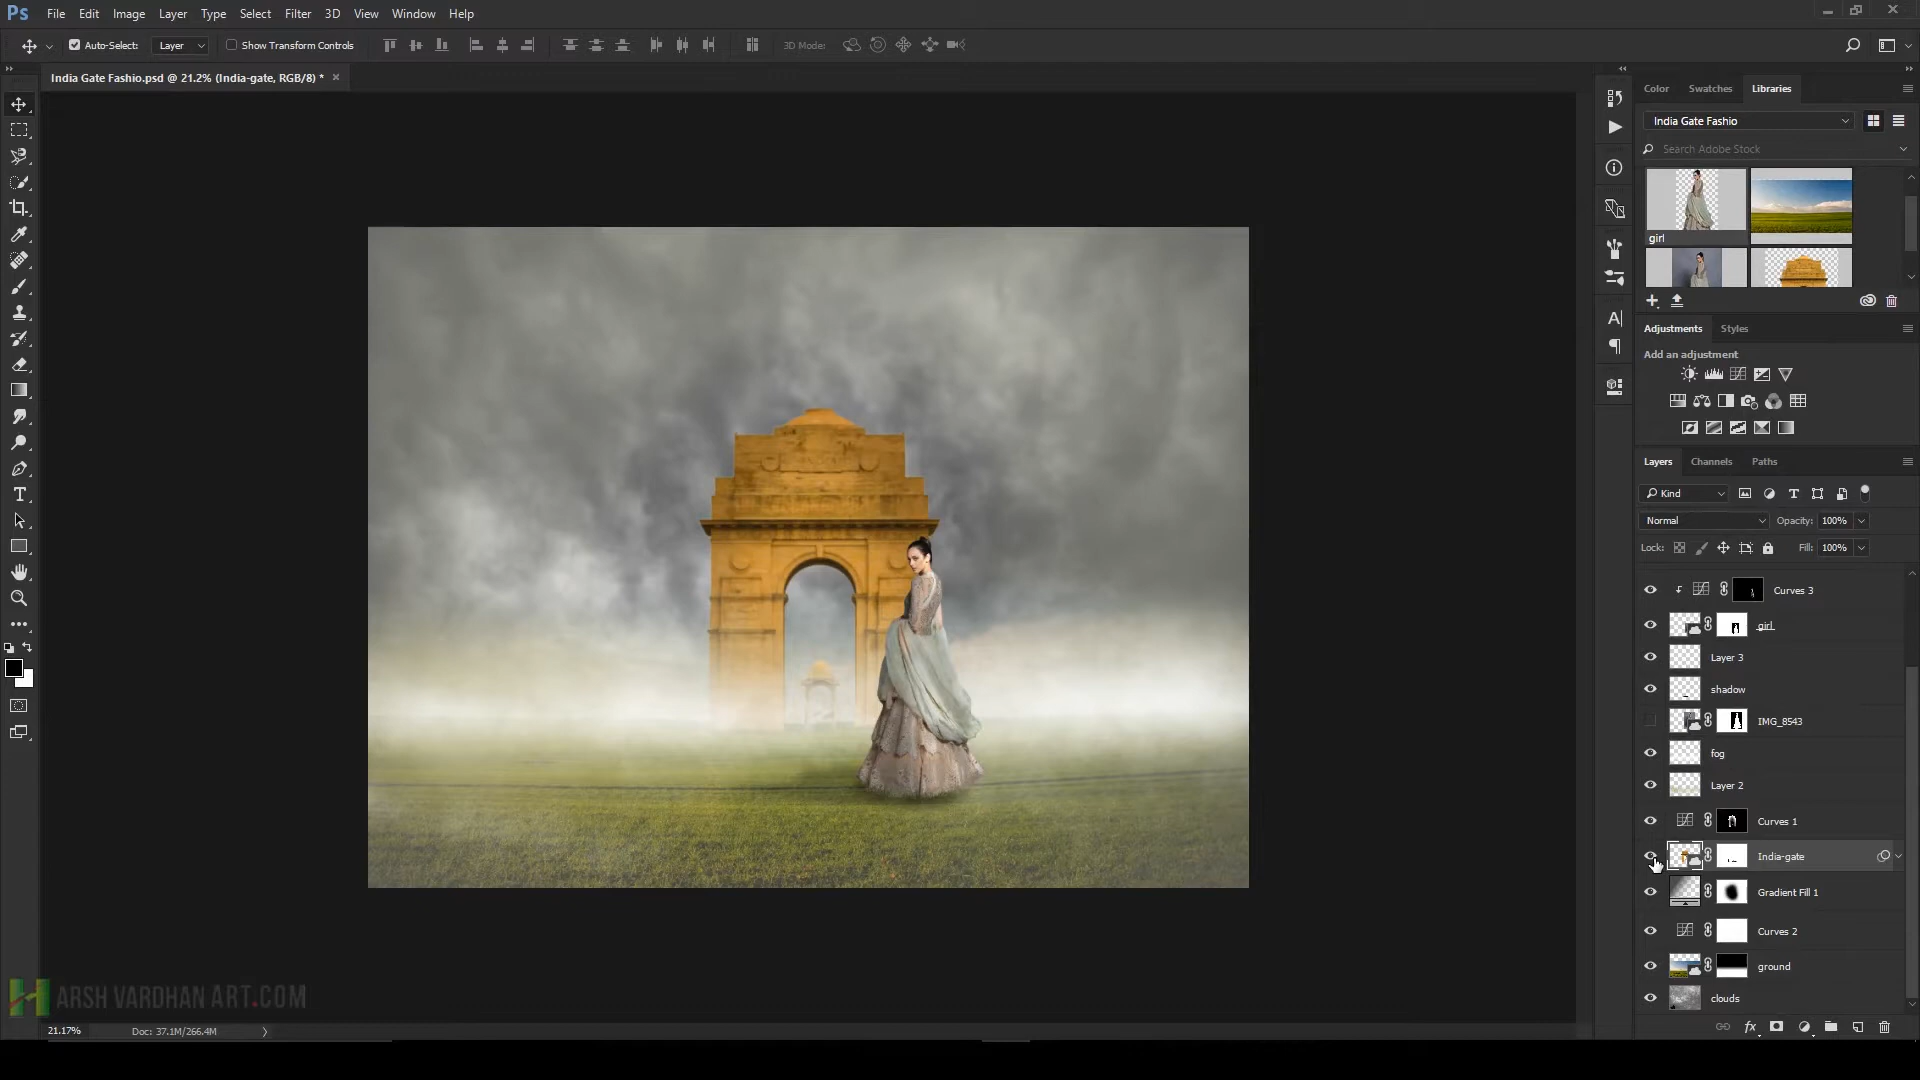 Ps File Edit Image Layer Type Select Filter 3D View Window Help
Auto-Select: Layer Show Transform Controls 3D Mode:
India Gate Fashio.psd @ 21.2% (India-gate, RGB/8) * ×
Color Swatches Libraries
India Gate Fashio
Search Adobe Stock
girl
Adjustments Styles
Add an adjustment
Layers Channels Paths
Kind
Normal Opacity: 100%
Lock: Fill: 100%
Curves 3
girl
Layer 3
shadow
IMG_8543
fog
Layer 2
Curves 1
India-gate
Gradient Fill 1
Curves 2
ground
clouds
HARSH VARDHAN ART.COM
21.17% Doc: 37.1M/266.4M